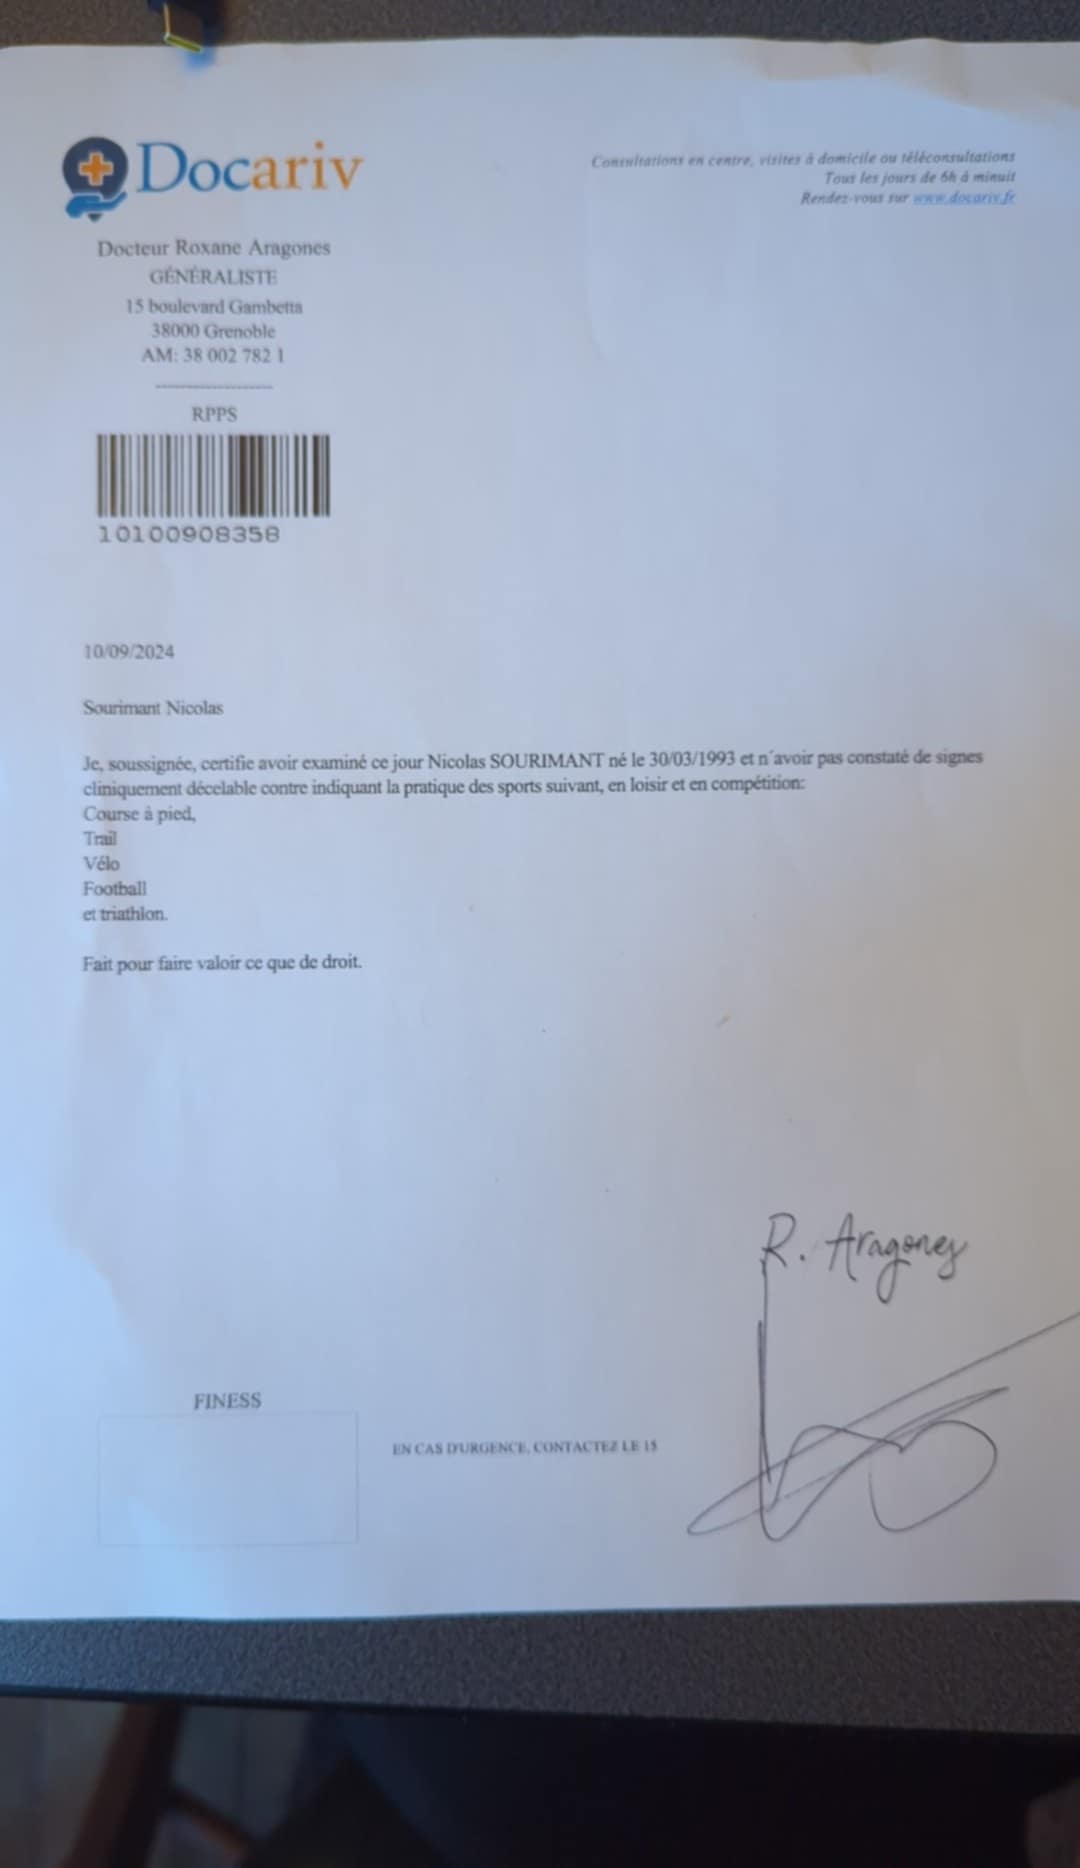 Docariv
Consultations en centre, visites à domicile ou téléconsultations
Tous les jours de 6h à minuit
Rendez-vous sur www.docariv.fr
Docteur Roxane Aragones
GÉNÉRALISTE
15 boulevard Gambetta
38000 Grenoble
AM: 38 002 782 1
--------------------
RPPS
10100908358
10/09/2024
Sourimant Nicolas
Je, soussignée, certifie avoir examiné ce jour Nicolas SOURIMANT né le 30/03/1993 et n´avoir pas constaté de signes
cliniquement décelable contre indiquant la pratique des sports suivant, en loisir et en compétition:
Course à pied,
Trail
Vélo
Football
et triathlon.
Fait pour faire valoir ce que de droit.
R. Aragones
FINESS
EN CAS D'URGENCE, CONTACTEZ LE 15